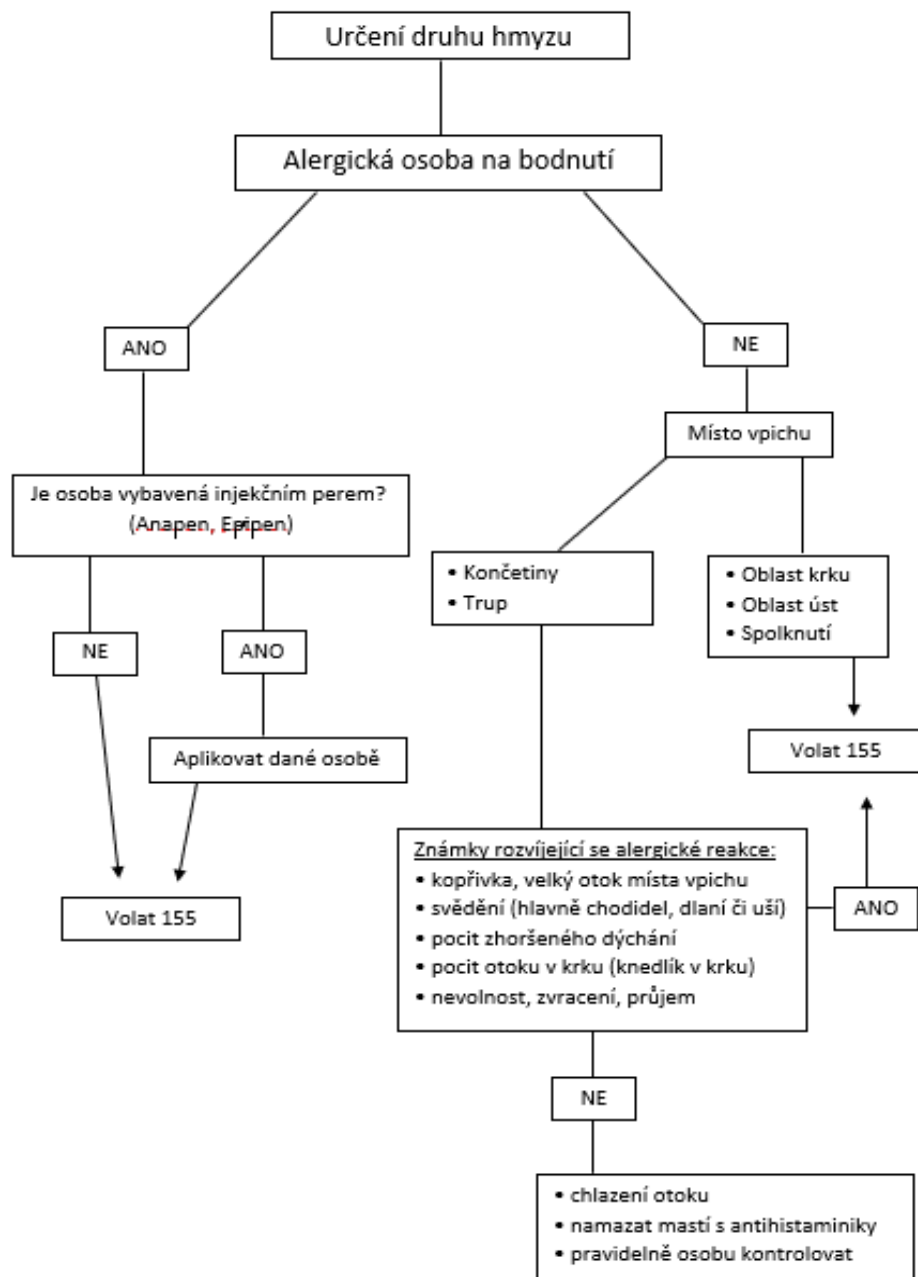 Určení druhu hmyzu
Alergická osoba na bodnutí
ANO
NE
Místo vpichu
Je osoba vybavená injekčním perem?
(Anapen, Epipen)
• Končetiny
• Trup
• Oblast krku
• Oblast úst
• Spolknutí
NE
ANO
Aplikovat dané osobě
Volat 155
Volat 155
Známky rozvíjející se alergické reakce:
• kopřivka, velký otok místa vpichu
• svědění (hlavně chodidel, dlaní či uší)
• pocit zhoršeného dýchání
• pocit otoku v krku (knedlík v krku)
• nevolnost, zvracení, průjem
ANO
NE
• chlazení otoku
• namazat mastí s antihistaminiky
• pravidelně osobu kontrolovat